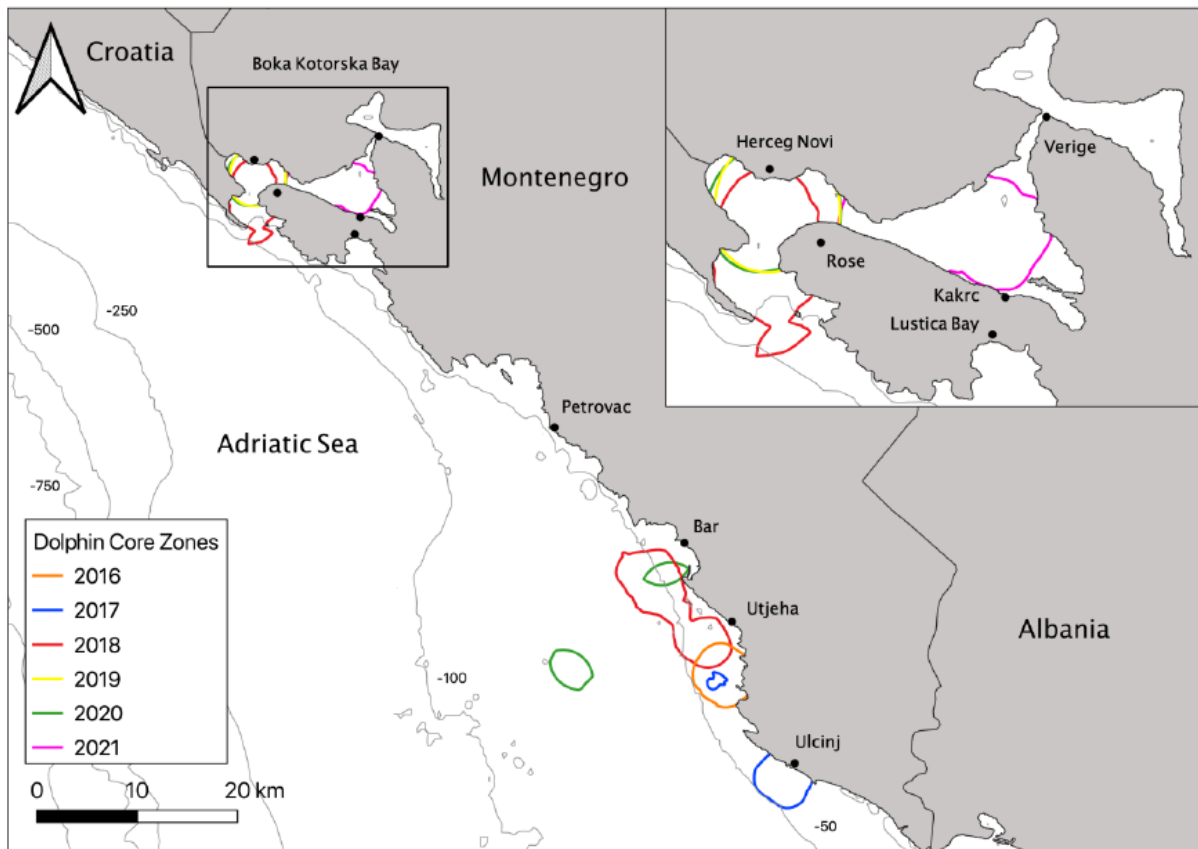 Croatia
Boka Kotorska Bay
Montenegro
Herceg Novi
Verige
Rose
Kakrc
Lustica Bay
-250
-500
Petrovac
Adriatic Sea
-750
Bar
Utjeha
Albania
-100
Ulcinj
-50
Dolphin Core Zones
2016
2017
2018
2019
2020
2021
0 10 20 km